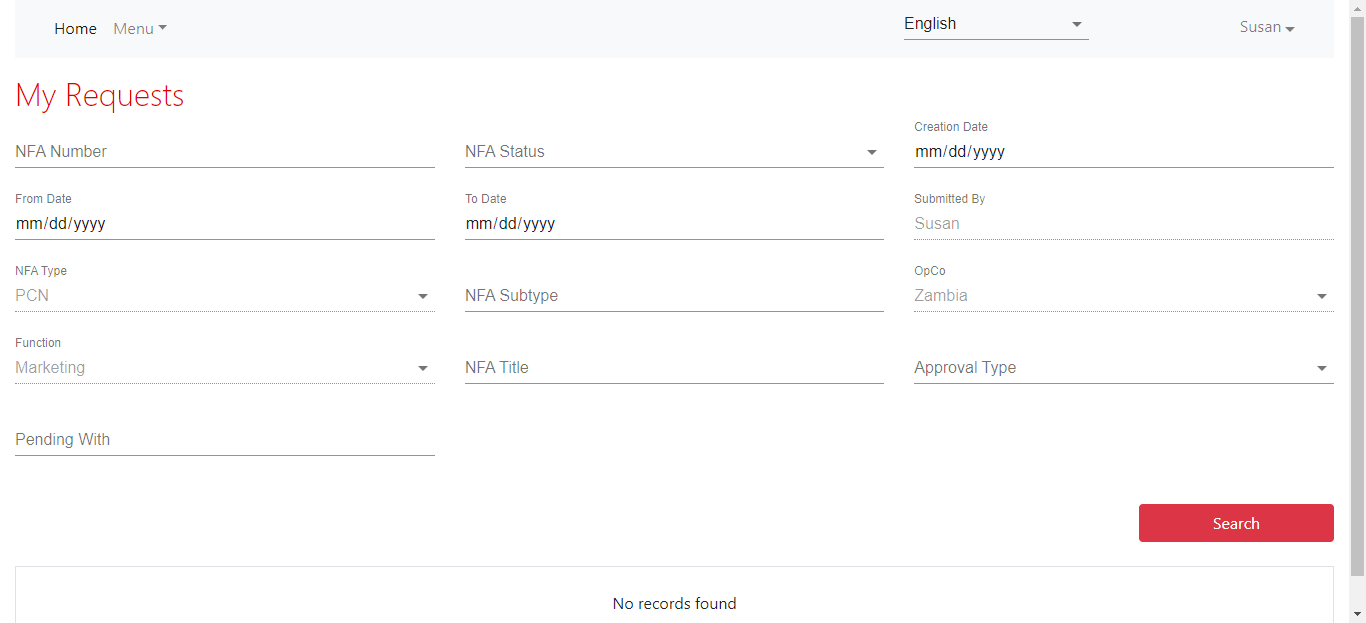 Home Menu English Susan
My Requests
Creation Date
NFA Number NFA Status mm/dd/yyyy
From Date To Date Submitted By
mm/dd/yyyy mm/dd/yyyy Susan
NFA Type OpCo
PCN NFA Subtype Zambia
Function
Marketing NFA Title Approval Type
Pending With
Search
No records found